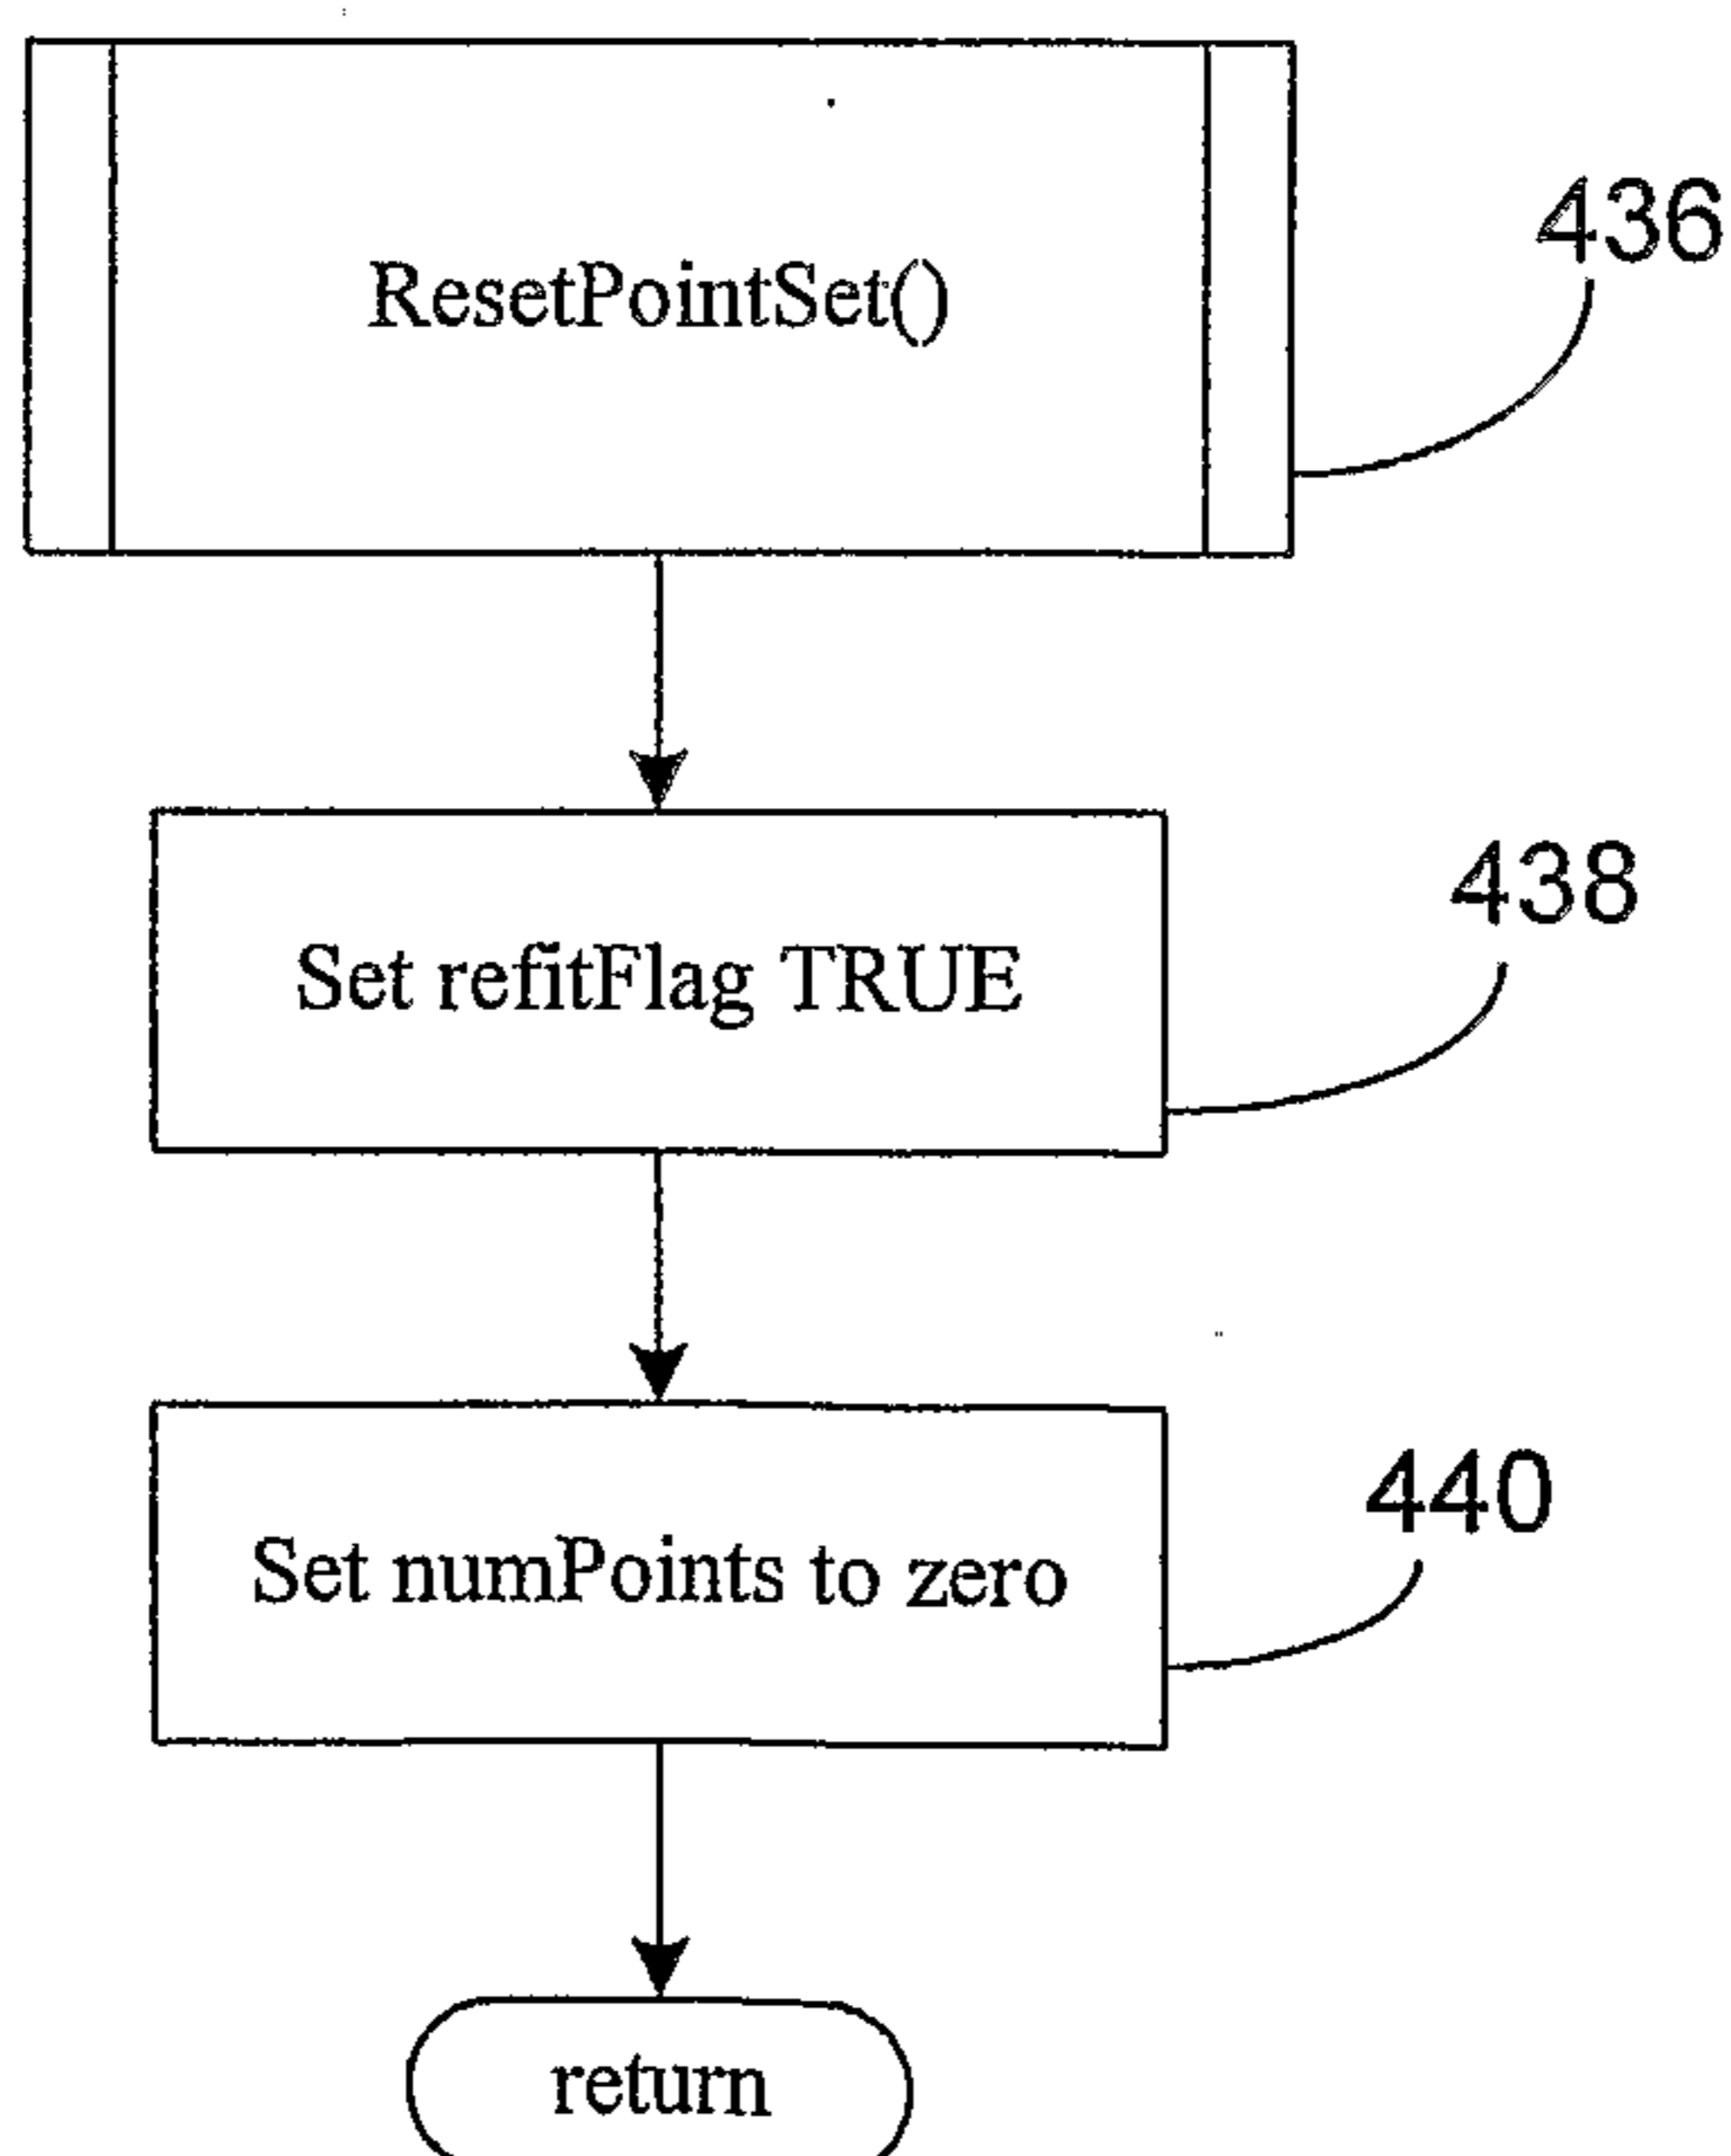 ResetPointSet()
436
Set refitFlag TRUE
438
Set numPoints to zero
440
return